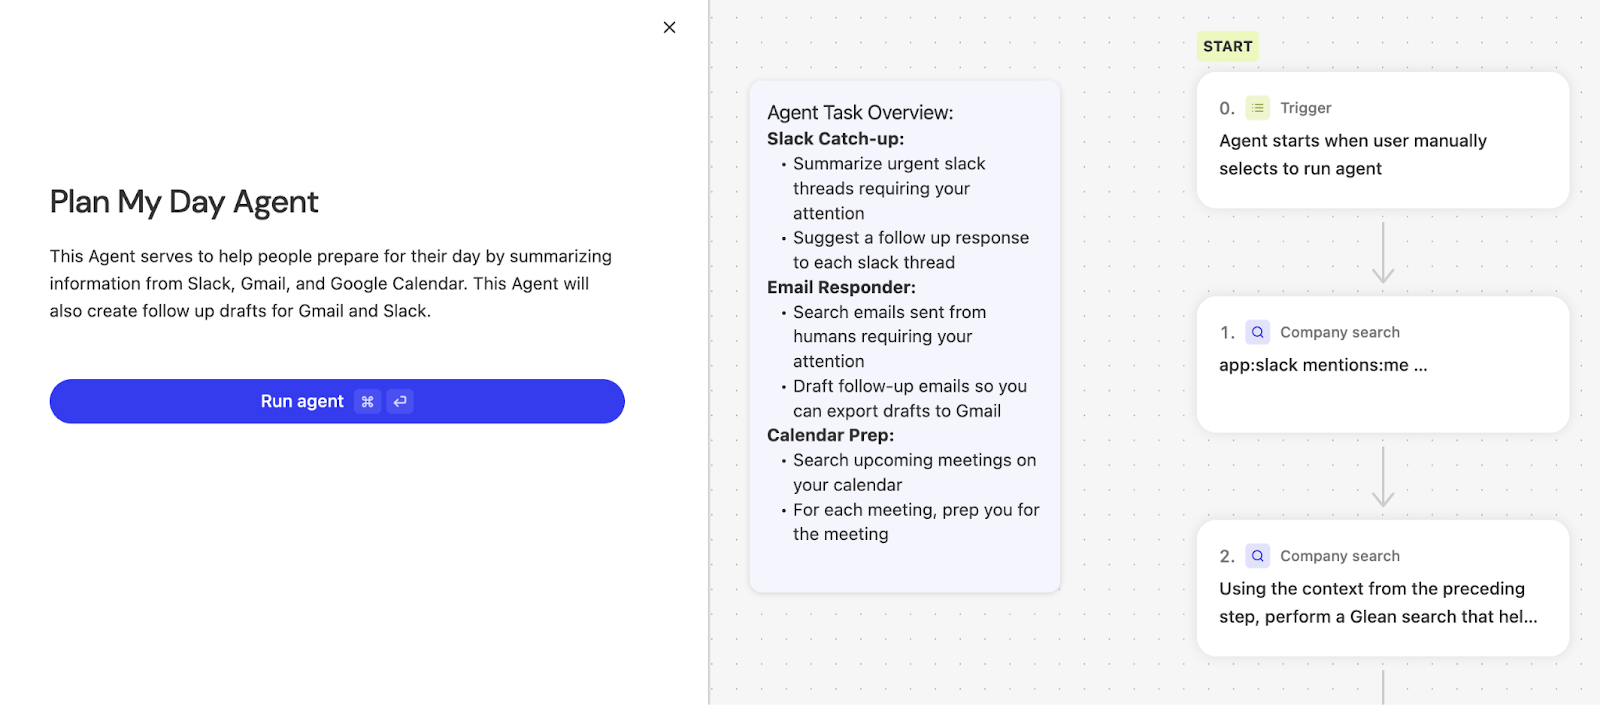 Plan My Day Agent
This Agent serves to help people prepare for their day by summarizing
information from Slack, Gmail, and Google Calendar. This Agent will
also create follow up drafts for Gmail and Slack.
Run agent ⌘ ↵
Agent Task Overview:
Slack Catch-up:
• Summarize urgent slack
threads requiring your
attention
• Suggest a follow up response
to each slack thread
Email Responder:
• Search emails sent from
humans requiring your
attention
• Draft follow-up emails so you
can export drafts to Gmail
Calendar Prep:
• Search upcoming meetings on
your calendar
• For each meeting, prep you for
the meeting
START
0. Trigger
Agent starts when user manually
selects to run agent
1. Company search
app:slack mentions:me ...
2. Company search
Using the context from the preceding
step, perform a Glean search that hel...